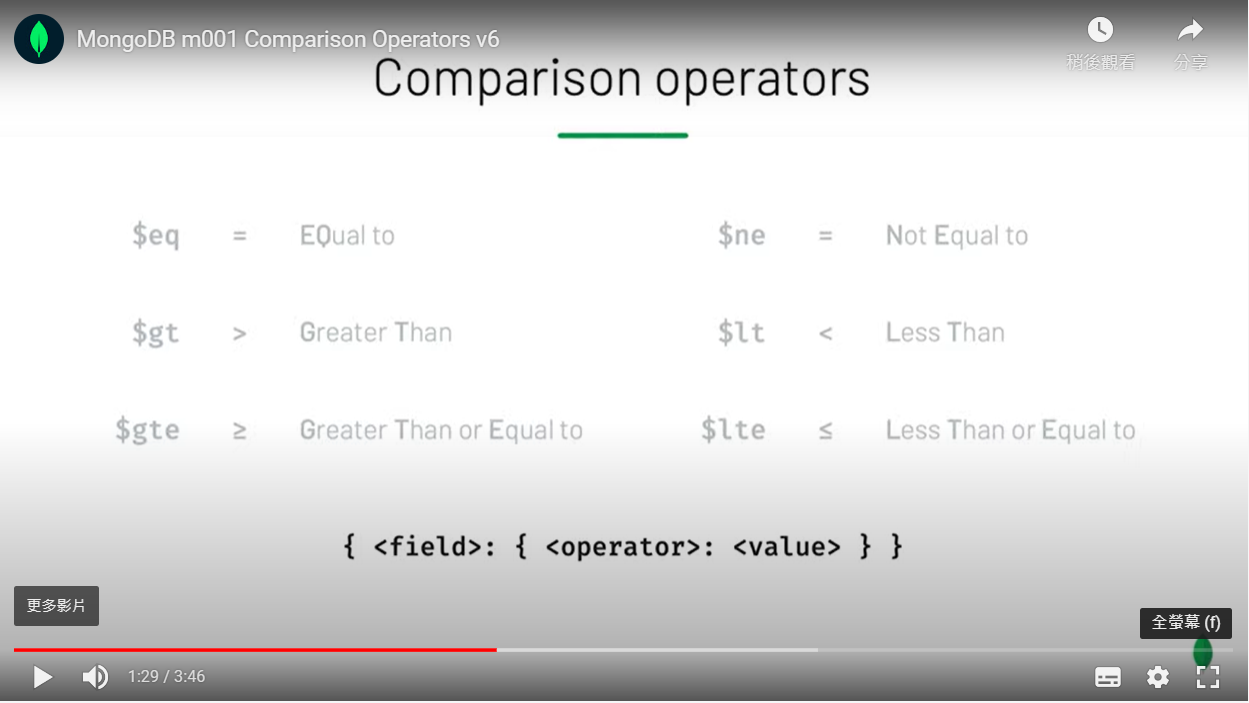 MongoDB m001 Comparison Operators v6
稍後觀看
分享
Comparison operators
$eq = EQual to
$ne = Not Equal to
$gt > Greater Than
$lt < Less Than
$gte ≥ Greater Than or Equal to
$lte ≤ Less Than or Equal to
{ <field>: { <operator>: <value> } }
更多影片
全螢幕 (f)
1:29 / 3:46